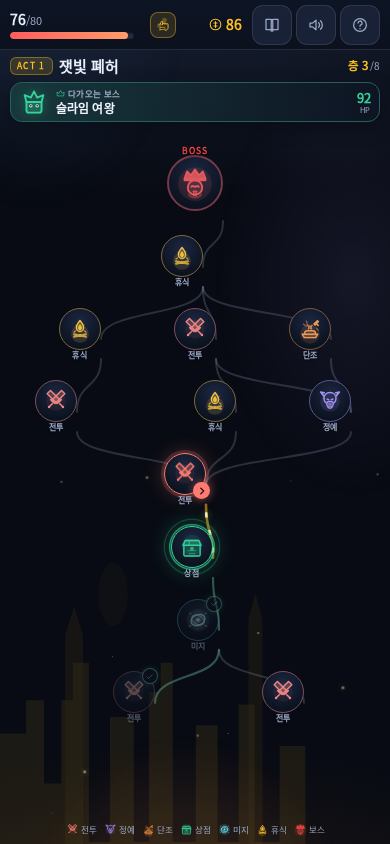 76/80
86
ACT 1 잿빛 폐허
층 3/8
다가오는 보스
슬라임 여왕
92
HP
BOSS
휴식
휴식
전투
단조
전투
휴식
정예
전투
상점
미지
전투
전투
전투 정예 단조 상점 미지 휴식 보스